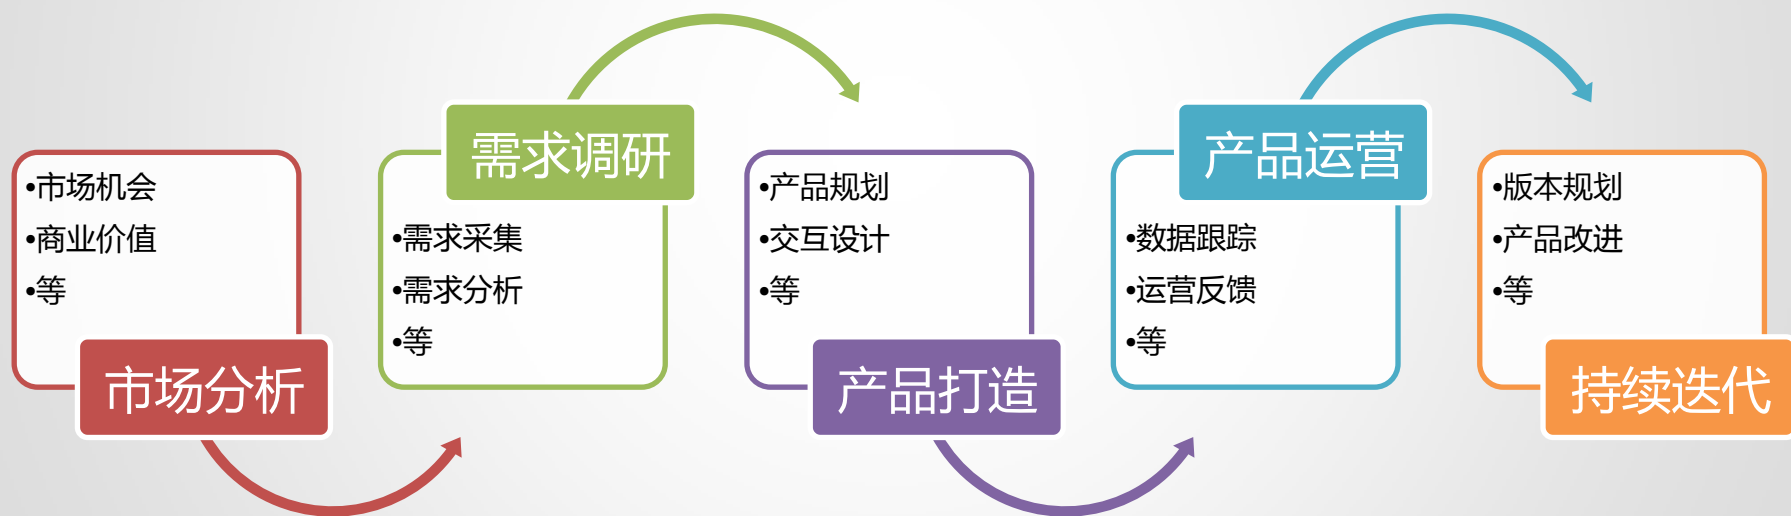 •市场机会
•商业价值
•等
市场分析
需求调研
•需求采集
•需求分析
•等
•产品规划
•交互设计
•等
产品打造
产品运营
•数据跟踪
•运营反馈
•等
•版本规划
•产品改进
•等
持续迭代